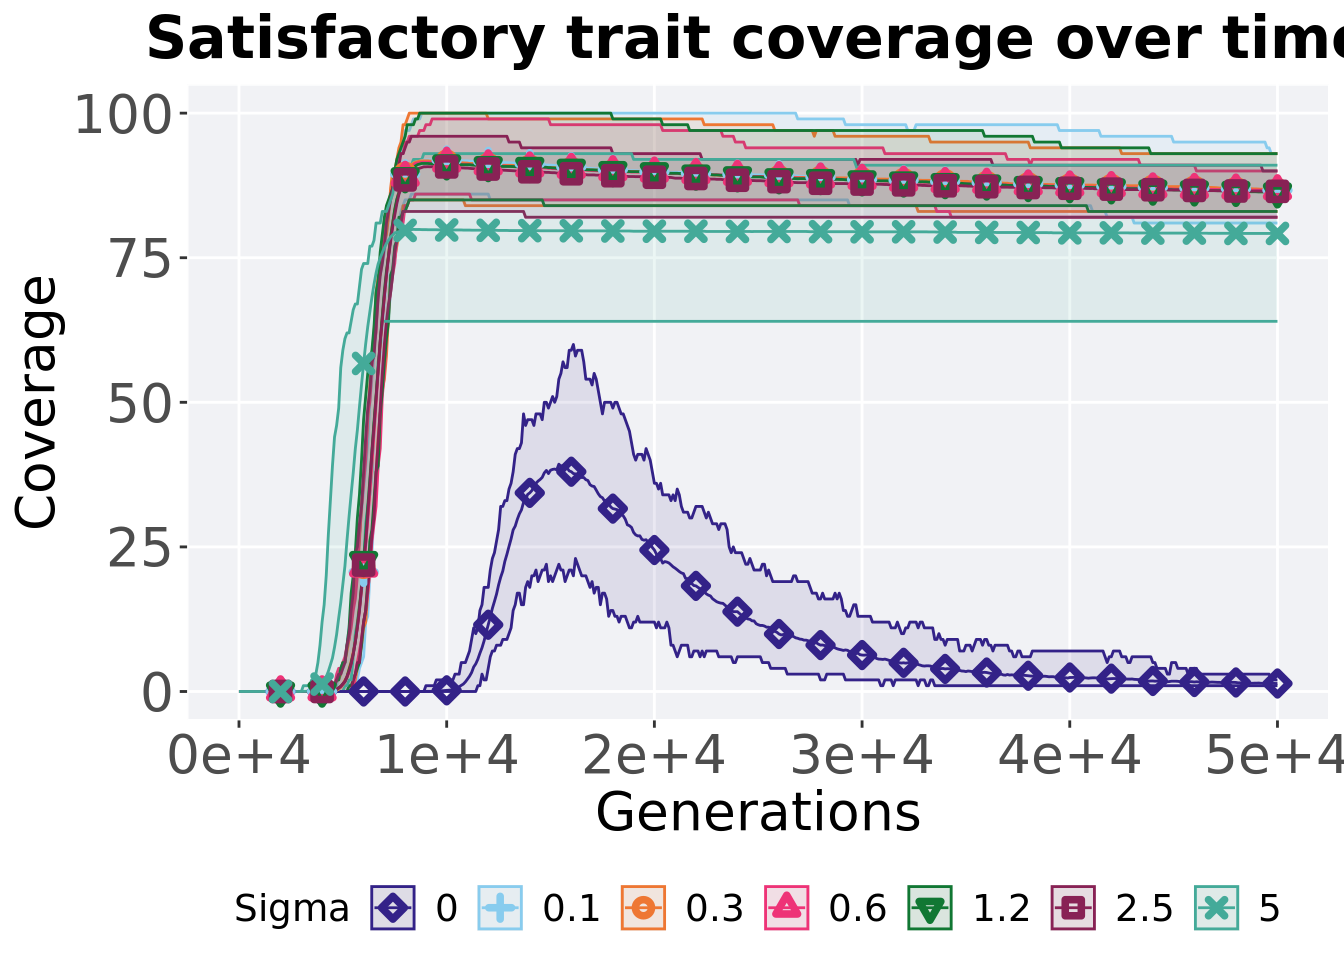 Satisfactory trait coverage over time
Coverage
100
75
50
25
0
0e+4 1e+4 2e+4 3e+4 4e+4 5e+4
Generations
Sigma 0 0.1 0.3 0.6 1.2 2.5 5